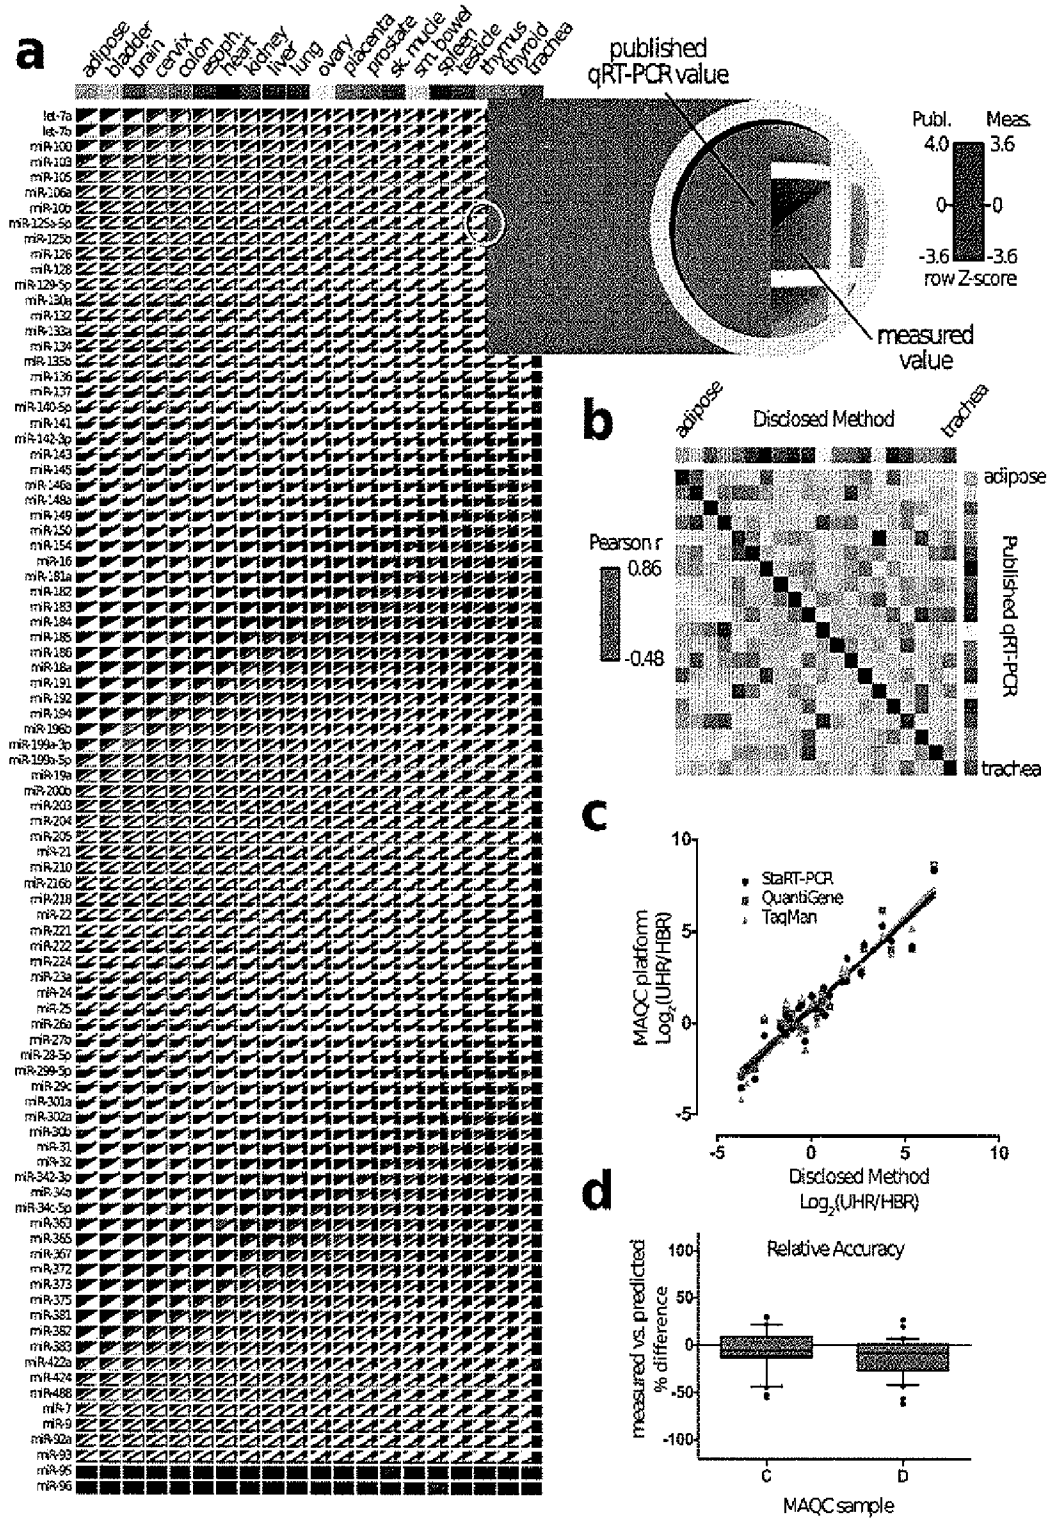 a
adipose
bladder
brain
cervix
colon
esoph.
heart
kidney
liver
lung
ovary
placenta
prostate
sk. mucle
sm. bowel
spleen
testicle
thymus
thyroid
trachea
let-7a
let-7b
miR-100
miR-103
miR-105
miR-106a
miR-10b
miR-125a-5p
miR-125b
miR-126
miR-128
miR-129-5p
miR-130a
miR-132
miR-133a
miR-134
miR-135b
miR-136
miR-137
miR-140-5p
miR-141
miR-142-3p
miR-143
miR-145
miR-146a
miR-148a
miR-149
miR-150
miR-154
miR-16
miR-181a
miR-182
miR-183
miR-184
miR-185
miR-186
miR-18a
miR-191
miR-192
miR-194
miR-196b
miR-199a-3p
miR-199a-5p
miR-19a
miR-200b
miR-203
miR-204
miR-205
miR-21
miR-210
miR-216b
miR-218
miR-22
miR-221
miR-222
miR-224
miR-23a
miR-24
miR-25
miR-26a
miR-27b
miR-28-5p
miR-299-5p
miR-29c
miR-301a
miR-302a
miR-30b
miR-31
miR-32
miR-342-3p
miR-34a
miR-34c-5p
miR-363
miR-365
miR-367
miR-372
miR-373
miR-375
miR-381
miR-382
miR-383
miR-422a
miR-424
miR-488
miR-7
miR-9
miR-92a
miR-93
miR-95
miR-96
published
qRT-PCR value
measured
value
Publ. Meas.
4.0 3.6
0 0
-3.6 -3.6
row Z-score
b
adipose
Disclosed Method
trachea
adipose
Published qRT-PCR
trachea
Pearson r
0.86
-0.48
c
10
5
0
-5
StaRT-PCR
QuantiGene
TaqMan
MAQC platform
Log2(UHR/HBR)
-5 0 5 10
Disclosed Method
Log2(UHR/HBR)
d
Relative Accuracy
100
50
0
-50
-100
measured vs. predicted
% difference
C D
MAQC sample